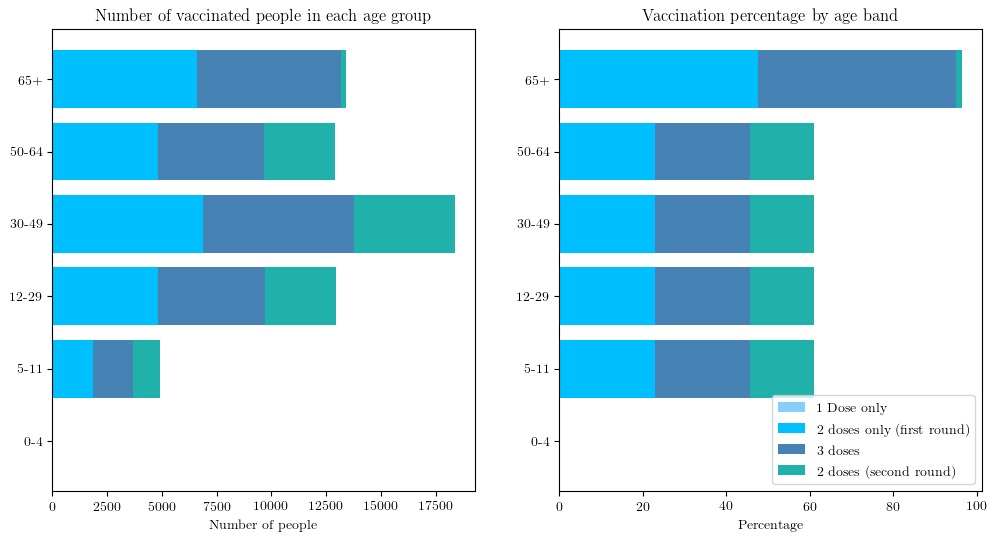 Number of vaccinated people in each age group
65+
50-64
30-49
12-29
5-11
0-4
0 2500 5000 7500 10000 12500 15000 17500
Number of people
Vaccination percentage by age band
65+
50-64
30-49
12-29
5-11
0-4
1 Dose only
2 doses only (first round)
3 doses
2 doses (second round)
0 20 40 60 80 100
Percentage